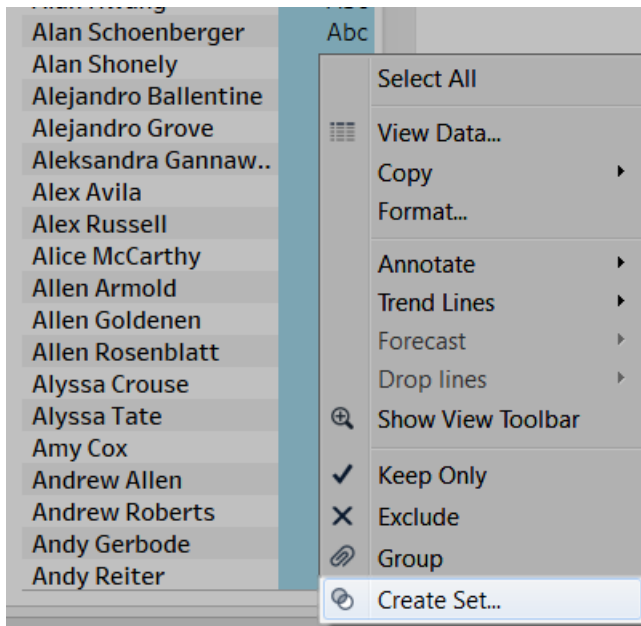 Alan Schoenberger Abc
Alan Shonely
Alejandro Ballentine
Alejandro Grove
Aleksandra Gannaw..
Alex Avila
Alex Russell
Alice McCarthy
Allen Armold
Allen Goldenen
Allen Rosenblatt
Alyssa Crouse
Alyssa Tate
Amy Cox
Andrew Allen
Andrew Roberts
Andy Gerbode
Andy Reiter
Select All
View Data...
Copy
Format...
Annotate
Trend Lines
Forecast
Drop lines
Show View Toolbar
Keep Only
Exclude
Group
Create Set...